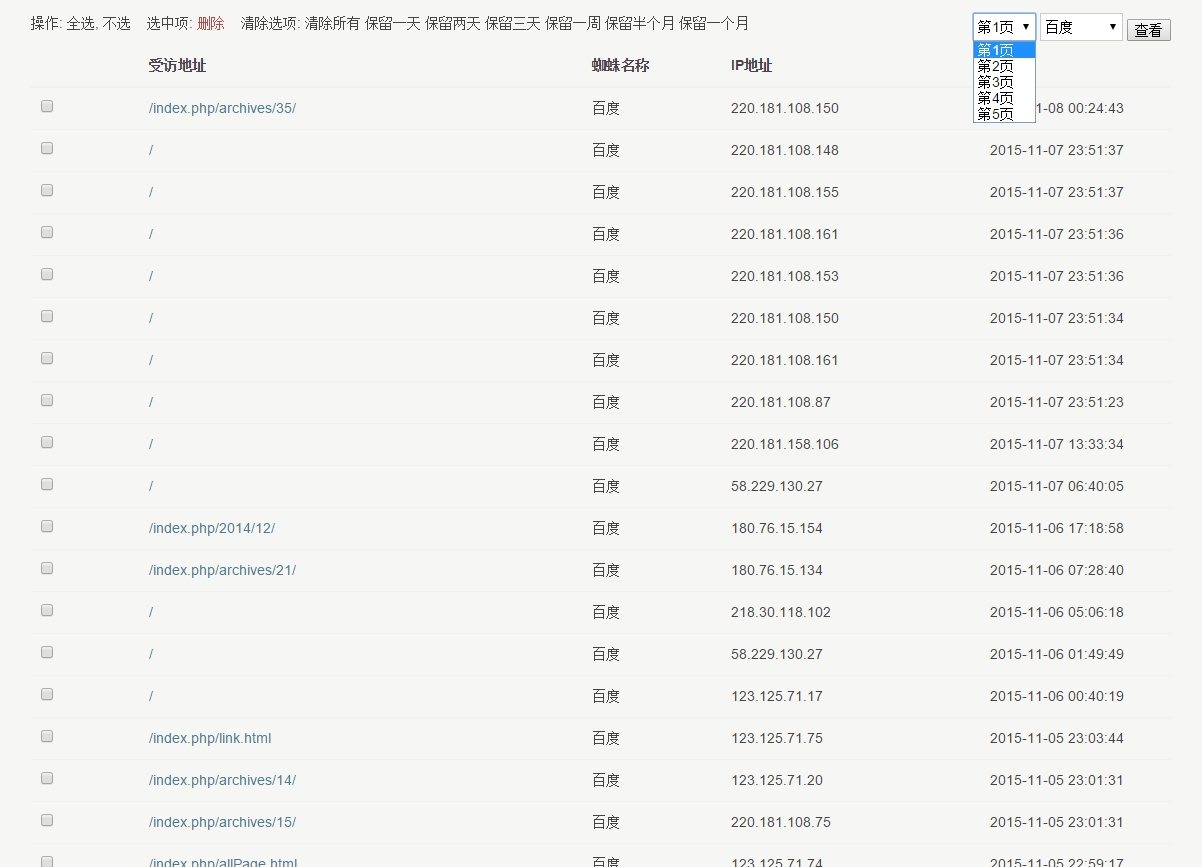 操作: 全选, 不选 选中项: 删除 清除选项: 清除所有 保留一天 保留两天 保留三天 保留一周 保留半个月 保留一个月 第1页 百度 查看
第1页
第2页
第3页
第4页
第5页
受访地址 蜘蛛名称 IP地址
/index.php/archives/35/ 百度 220.181.108.150 1-08 00:24:43
/ 百度 220.181.108.148 2015-11-07 23:51:37
/ 百度 220.181.108.155 2015-11-07 23:51:37
/ 百度 220.181.108.161 2015-11-07 23:51:36
/ 百度 220.181.108.153 2015-11-07 23:51:36
/ 百度 220.181.108.150 2015-11-07 23:51:34
/ 百度 220.181.108.161 2015-11-07 23:51:34
/ 百度 220.181.108.87 2015-11-07 23:51:23
/ 百度 220.181.158.106 2015-11-07 13:33:34
/ 百度 58.229.130.27 2015-11-07 06:40:05
/index.php/2014/12/ 百度 180.76.15.154 2015-11-06 17:18:58
/index.php/archives/21/ 百度 180.76.15.134 2015-11-06 07:28:40
/ 百度 218.30.118.102 2015-11-06 05:06:18
/ 百度 58.229.130.27 2015-11-06 01:49:49
/ 百度 123.125.71.17 2015-11-06 00:40:19
/index.php/link.html 百度 123.125.71.75 2015-11-05 23:03:44
/index.php/archives/14/ 百度 123.125.71.20 2015-11-05 23:01:31
/index.php/archives/15/ 百度 220.181.108.75 2015-11-05 23:01:31
/index.php/allPage.html 百度 123.125.71.74 2015-11-05 22:59:17